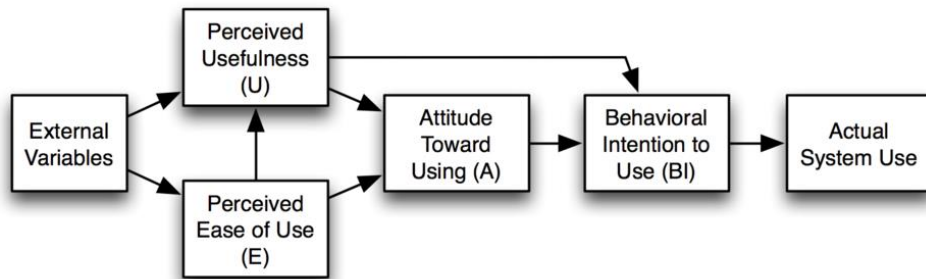 Perceived
Usefulness
(U)
External
Variables
Perceived
Ease of Use
(E)
Attitude
Toward
Using (A)
Behavioral
Intention to
Use (BI)
Actual
System Use